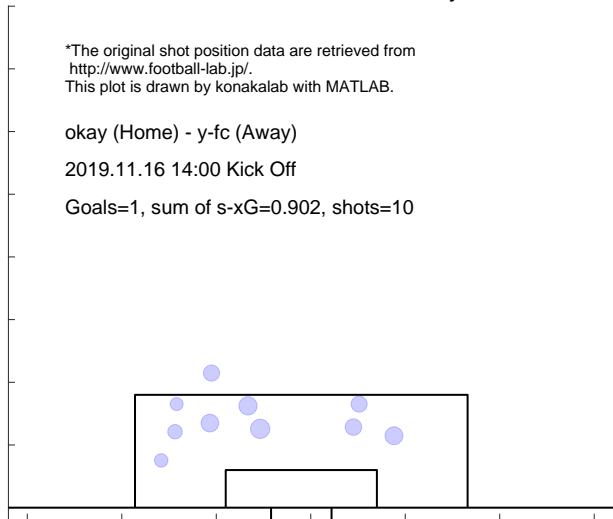 *The original shot position data are retrieved from
http://www.football-lab.jp/.
This plot is drawn by konakalab with MATLAB.
okay (Home) - y-fc (Away)
2019.11.16 14:00 Kick Off
Goals=1, sum of s-xG=0.902, shots=10